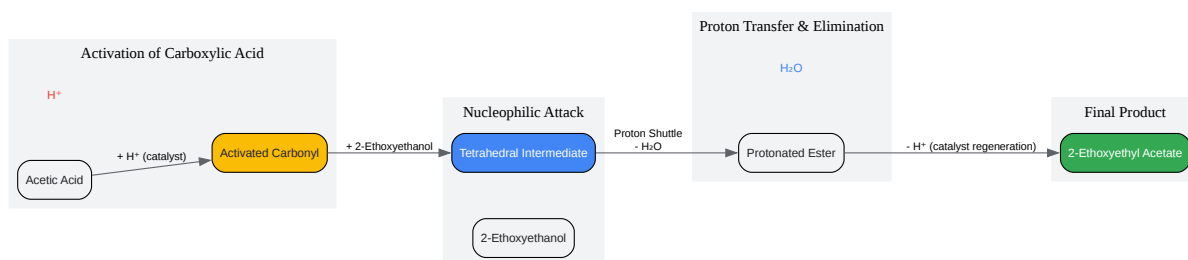 Activation of Carboxylic Acid
H⁺
Acetic Acid
+ H⁺ (catalyst)
Activated Carbonyl
+ 2-Ethoxyethanol
Nucleophilic Attack
Tetrahedral Intermediate
2-Ethoxyethanol
Proton Shuttle
- H₂O
Proton Transfer & Elimination
H₂O
Protonated Ester
- H⁺ (catalyst regeneration)
Final Product
2-Ethoxyethyl Acetate